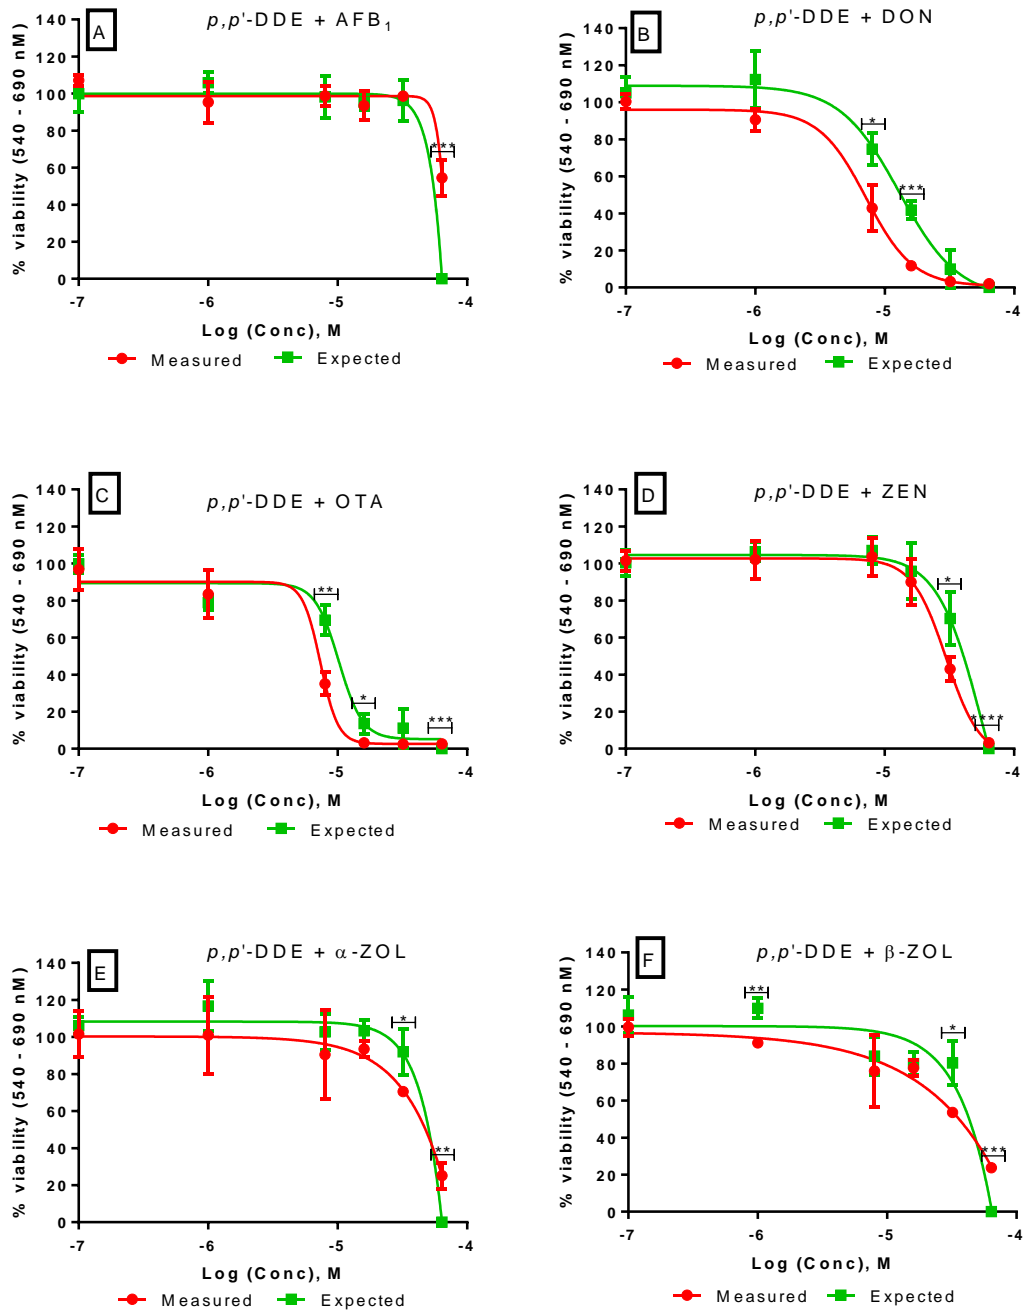 A
p,p'-DDE + AFB1
% viability (540 - 690 nM)
140
120
100
80
60
40
20
0
***
-7
-6
-5
-4
Log (Conc), M
Measured
Expected
B
p,p'-DDE + DON
% viability (540 - 690 nM)
140
120
100
80
60
40
20
0
*
***
-7
-6
-5
-4
Log (Conc), M
Measured
Expected
C
p,p'-DDE + OTA
% viability (540 - 690 nM)
140
120
100
80
60
40
20
0
**
*
***
-7
-6
-5
-4
Log (Conc), M
Measured
Expected
D
p,p'-DDE + ZEN
% viability (540 - 690 nM)
140
120
100
80
60
40
20
0
*
****
-7
-6
-5
-4
Log (Conc), M
Measured
Expected
E
p,p'-DDE + α-ZOL
% viability (540 - 690 nM)
140
120
100
80
60
40
20
0
*
**
-7
-6
-5
-4
Log (Conc), M
Measured
Expected
F
p,p'-DDE + β-ZOL
% viability (540 - 690 nM)
140
120
100
80
60
40
20
0
**
*
***
-7
-6
-5
-4
Log (Conc), M
Measured
Expected